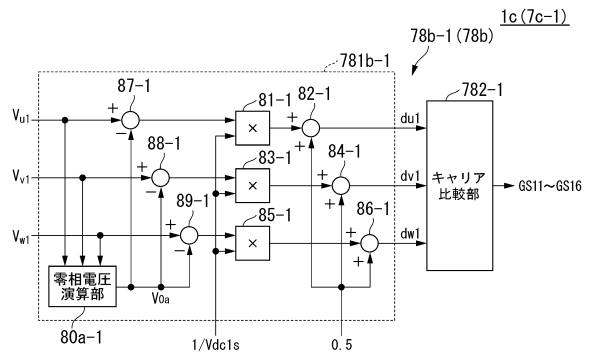 1c(7c-1)
78b-1(78b)
781b-1
87-1
81-1
82-1
782-1
Vu1
+
−
×
+
+
du1
88-1
83-1
84-1
Vv1
+
−
×
+
+
dv1
キャリア
比較部
GS11〜GS16
89-1
85-1
86-1
Vw1
+
−
×
+
+
dw1
零相電圧
演算部
V0a
80a-1
1/Vdc1s
0.5